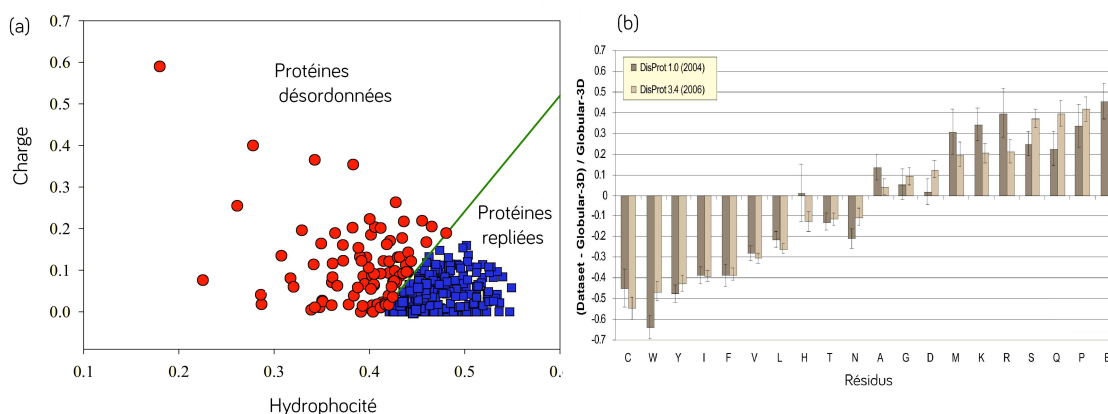 (a)
0.7
0.6
0.5
0.4
0.3
0.2
0.1
0.0
Charge
Protéines
désordonnées
Protéines
repliées
0.1 0.2 0.3 0.4 0.5
Hydrophocité
(b)
(Dataset - Globular-3D) / Globular-3D
0.7
0.6
0.5
0.4
0.3
0.2
0.1
0
-0.1
-0.2
-0.3
-0.4
-0.5
-0.6
-0.7
DisProt 1.0 (2004)
DisProt 3.4 (2006)
C W Y I F V L H T N A G D M K R S Q P E
Résidus